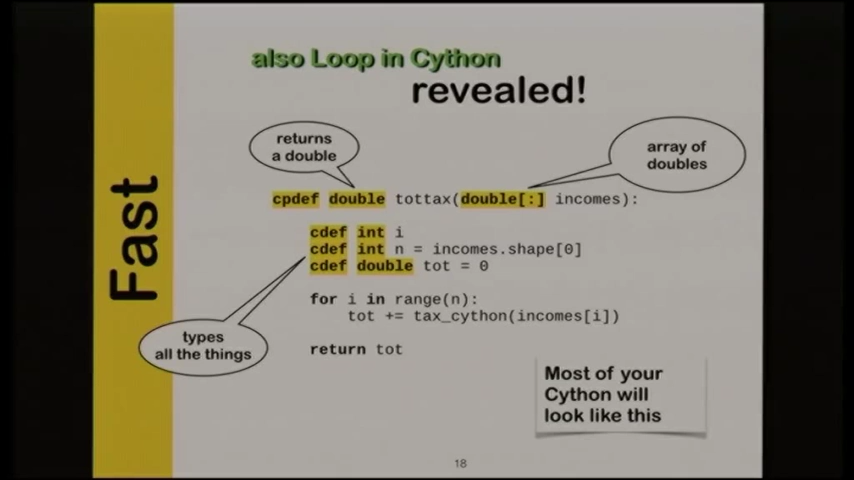 also Loop in Cython
revealed!
Fast
returns
a double
array of
doubles
cpdef double tottax(double[:] incomes):
cdef int i
cdef int n = incomes.shape[0]
cdef double tot = 0
for i in range(n):
tot += tax_cython(incomes[i])
return tot
types
all the things
Most of your
Cython will
look like this
18